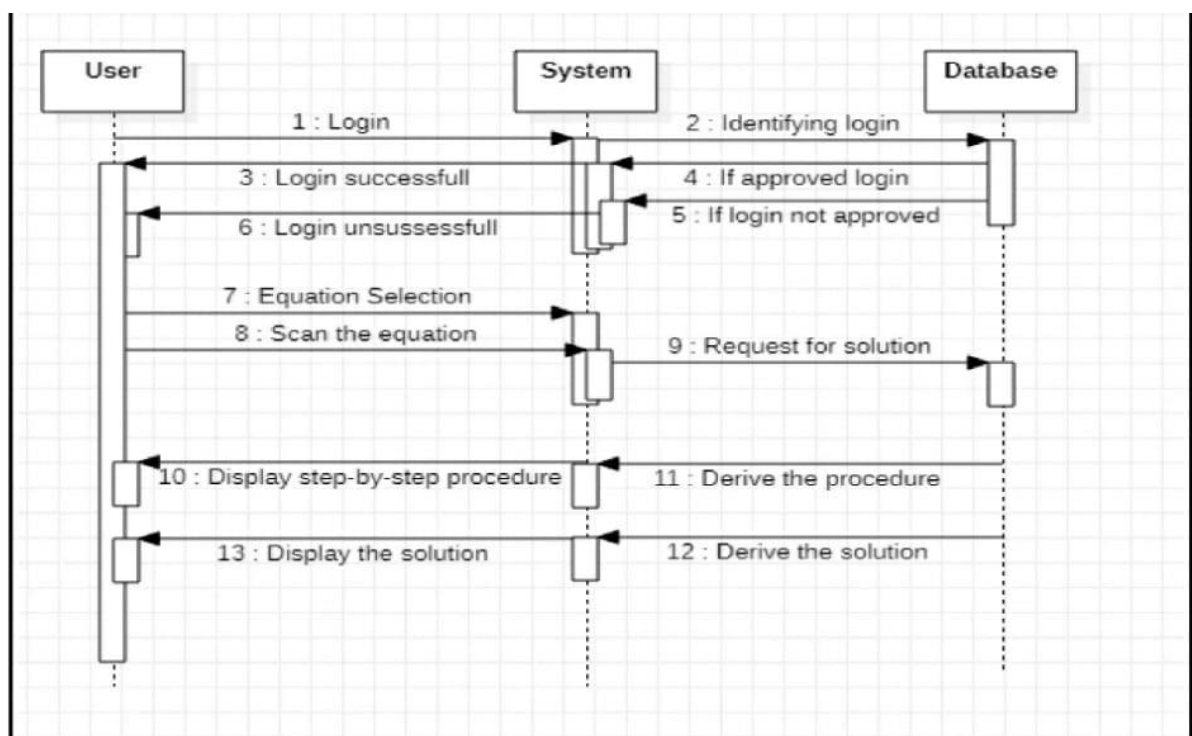 User
System
Database
1 : Login
2 : Identifying login
3 : Login successfull
4 : If approved login
5 : If login not approved
6 : Login unsussessfull
7 : Equation Selection
8 : Scan the equation
9 : Request for solution
10 : Display step-by-step procedure
11 : Derive the procedure
13 : Display the solution
12 : Derive the solution